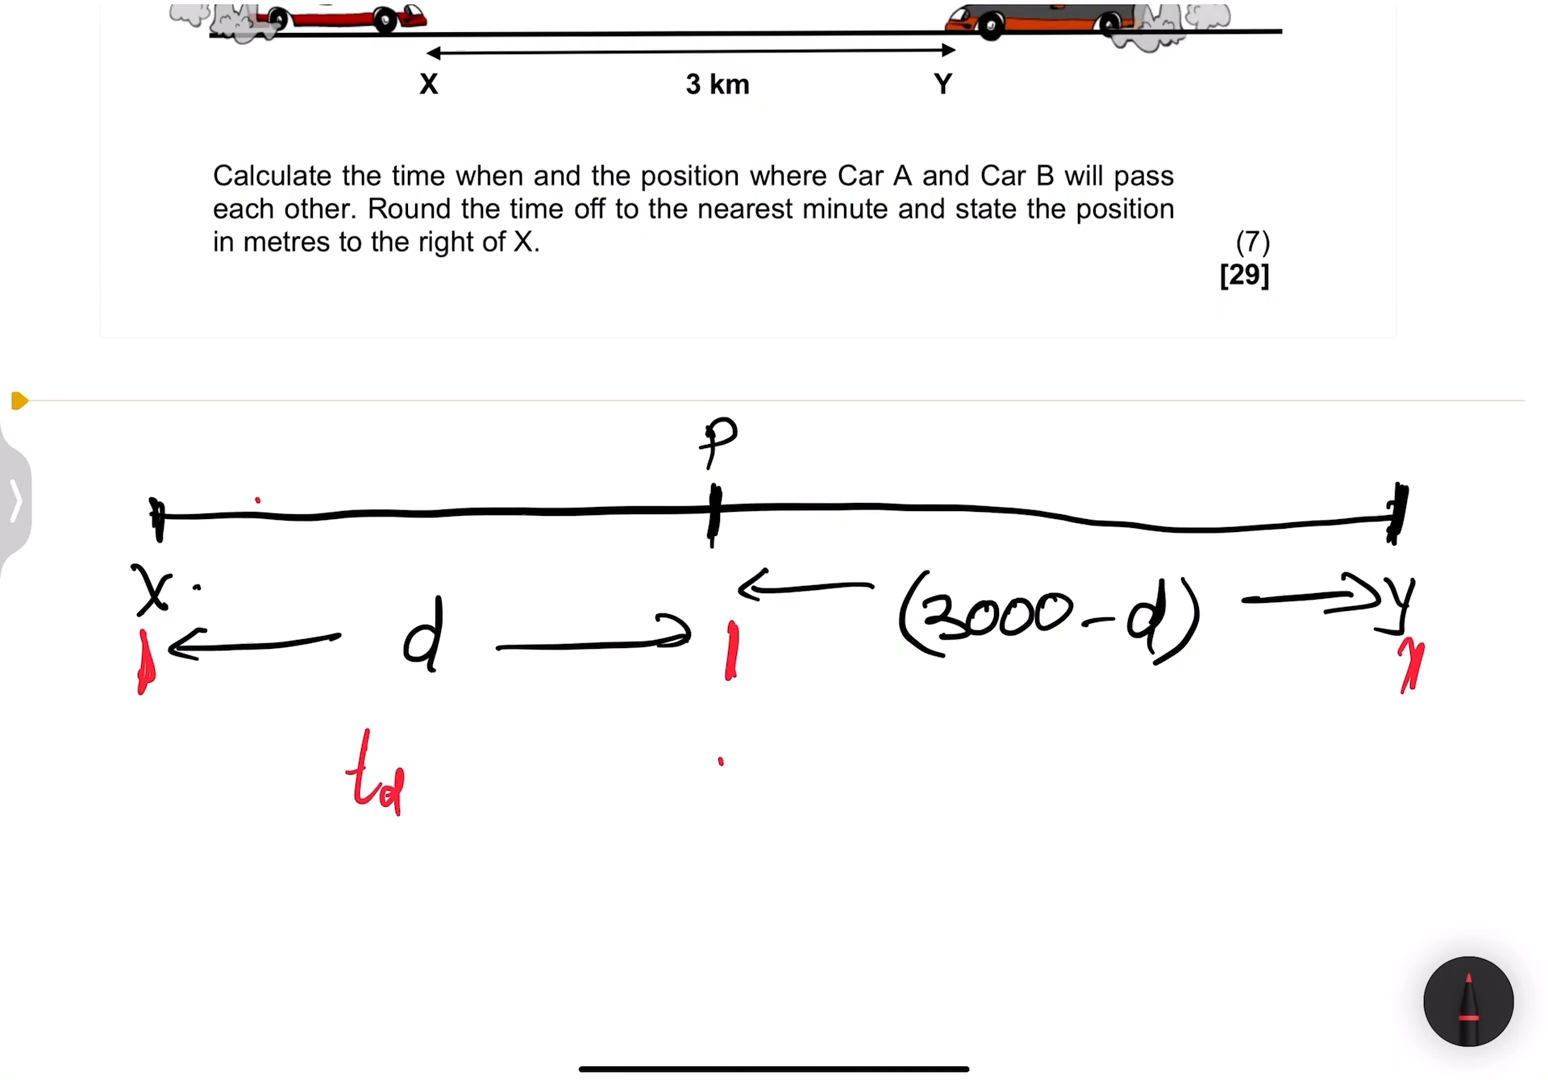 X 3 km Y
Calculate the time when and the position where Car A and Car B will pass
each other. Round the time off to the nearest minute and state the position
in metres to the right of X.
(7)
[29]
P
X d (3000-d) y
td